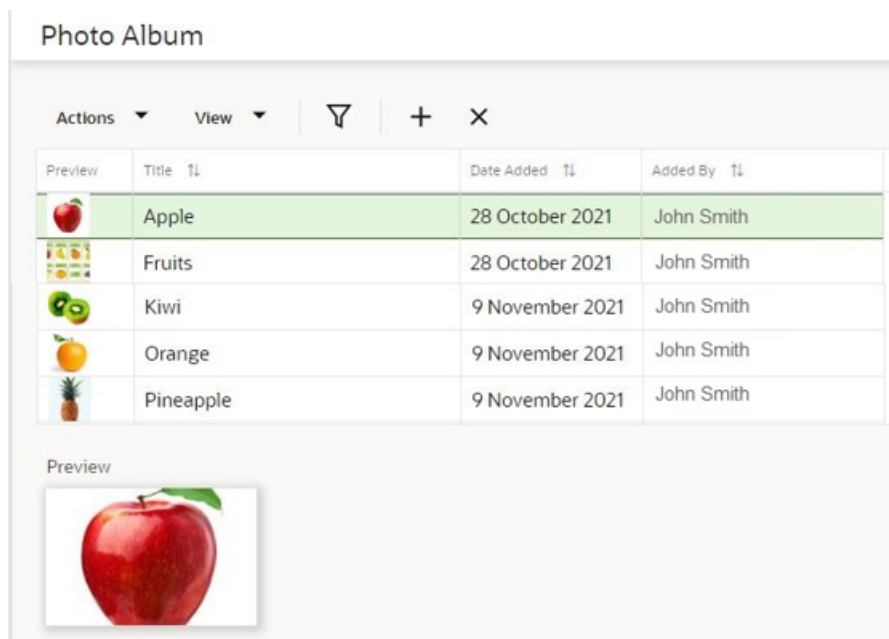 Photo Album
Actions View
Preview Title Date Added Added By
Apple 28 October 2021 John Smith
Fruits 28 October 2021 John Smith
Kiwi 9 November 2021 John Smith
Orange 9 November 2021 John Smith
Pineapple 9 November 2021 John Smith
Preview